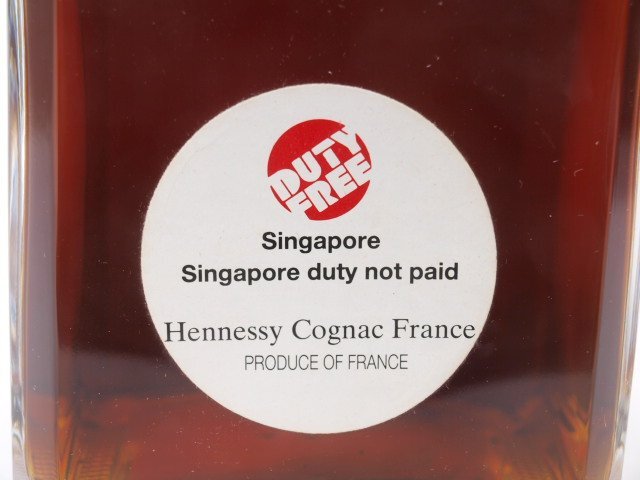 DUTY
FREE
Singapore
Singapore duty not paid
Hennessy Cognac France
PRODUCE OF FRANCE